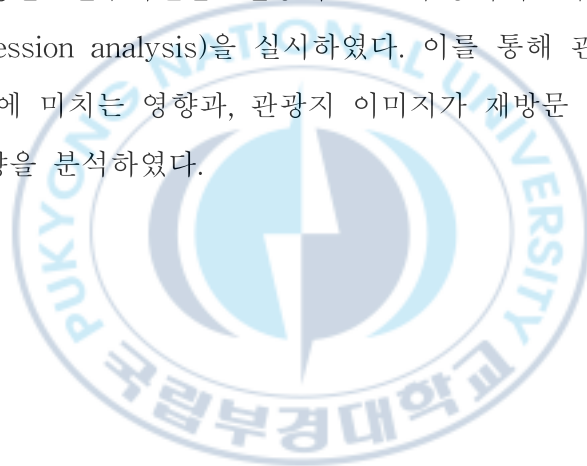 ession analysis)을 실시하였다. 이를 통해 관
에 미치는 영향과, 관광지 이미지가 재방문
향을 분석하였다.
PUKYONG NATIONAL UNIVERSITY
국립부경대학교